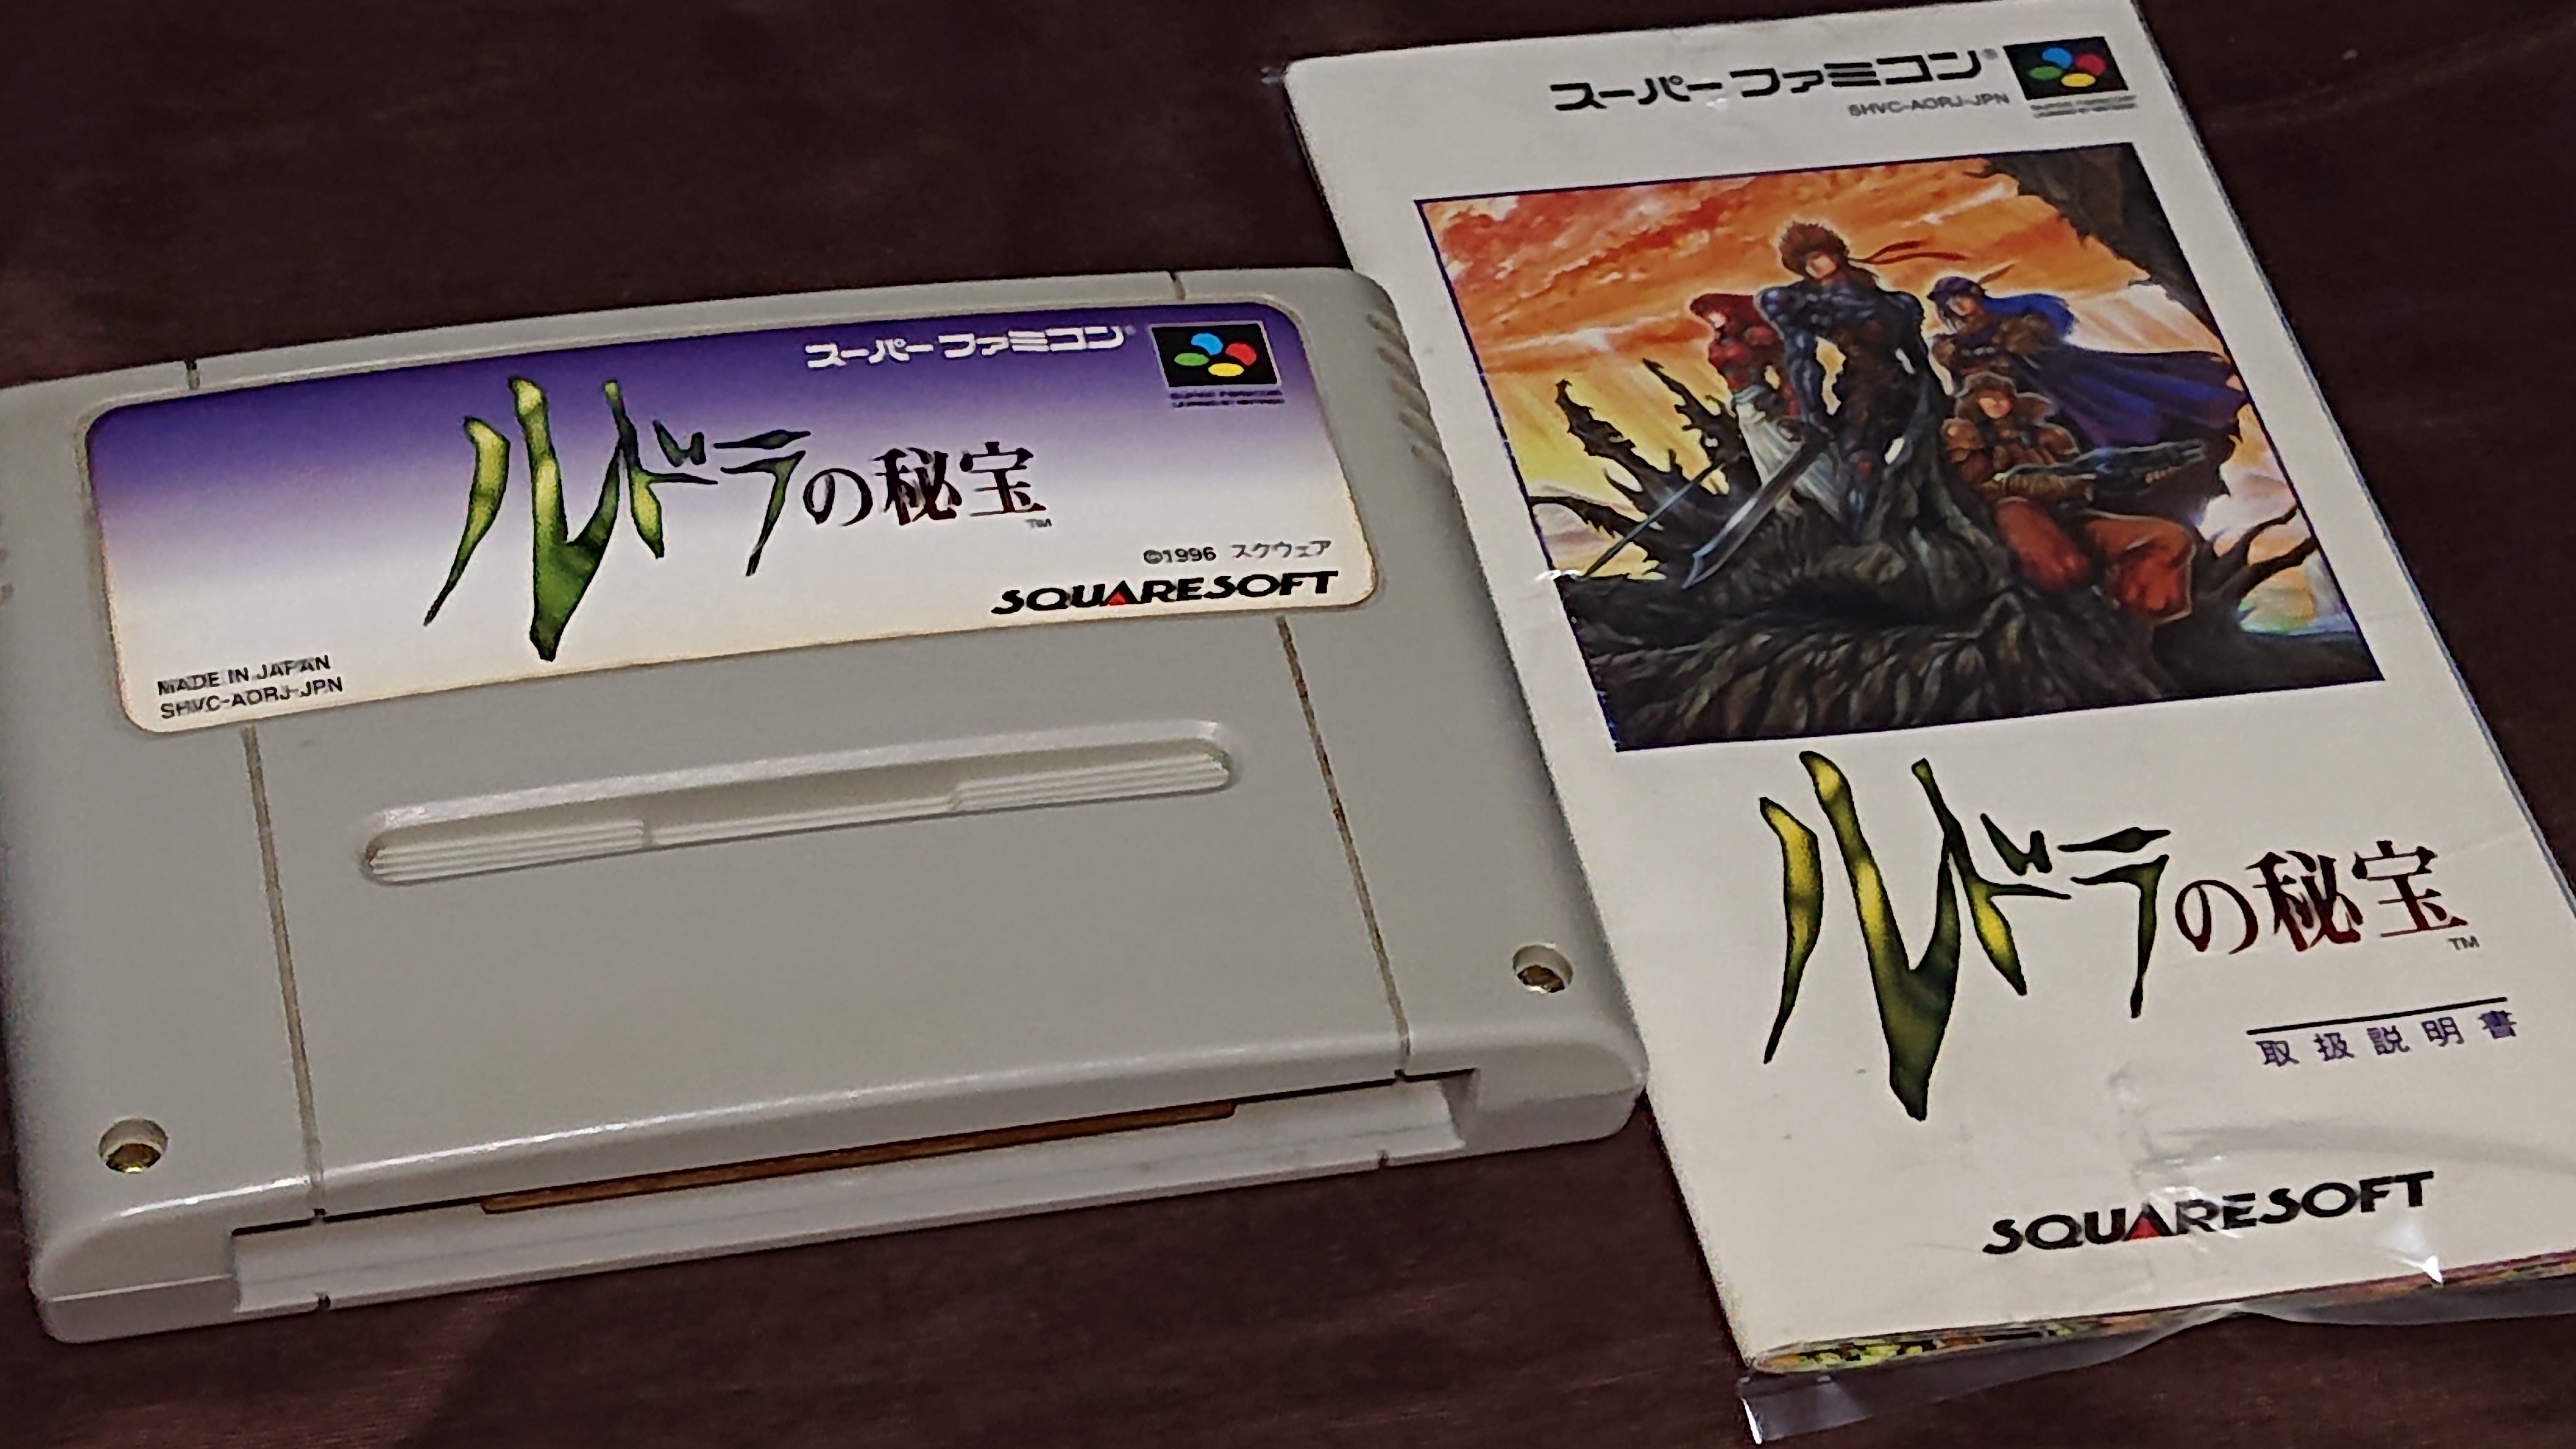 スーパーファミコン®
ルドラの秘宝
TM
©1996 スクウェア
SQUARESOFT
MADE IN JAPAN
SHVC-AORJ-JPN
スーパーファミコン®
SHVC-AORJ-JPN
ルドラの秘宝
TM
取扱説明書
SQUARESOFT